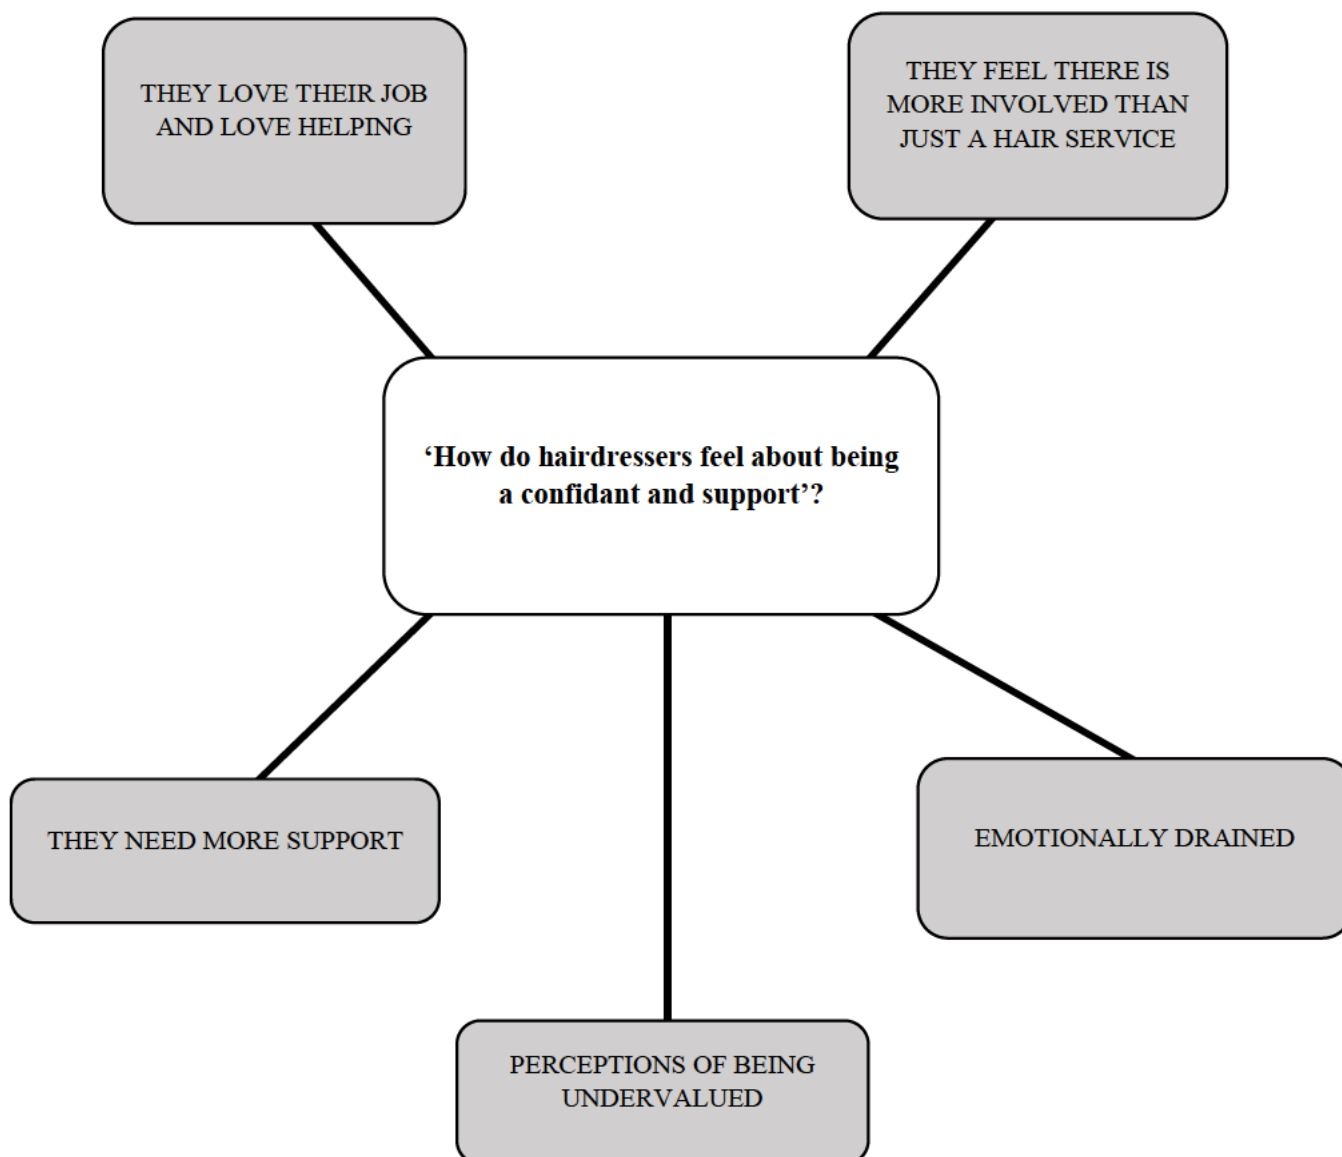 THEY LOVE THEIR JOB
AND LOVE HELPING
THEY FEEL THERE IS
MORE INVOLVED THAN
JUST A HAIR SERVICE
‘How do hairdressers feel about being
a confidant and support’?
THEY NEED MORE SUPPORT
EMOTIONALLY DRAINED
PERCEPTIONS OF BEING
UNDERVALUED